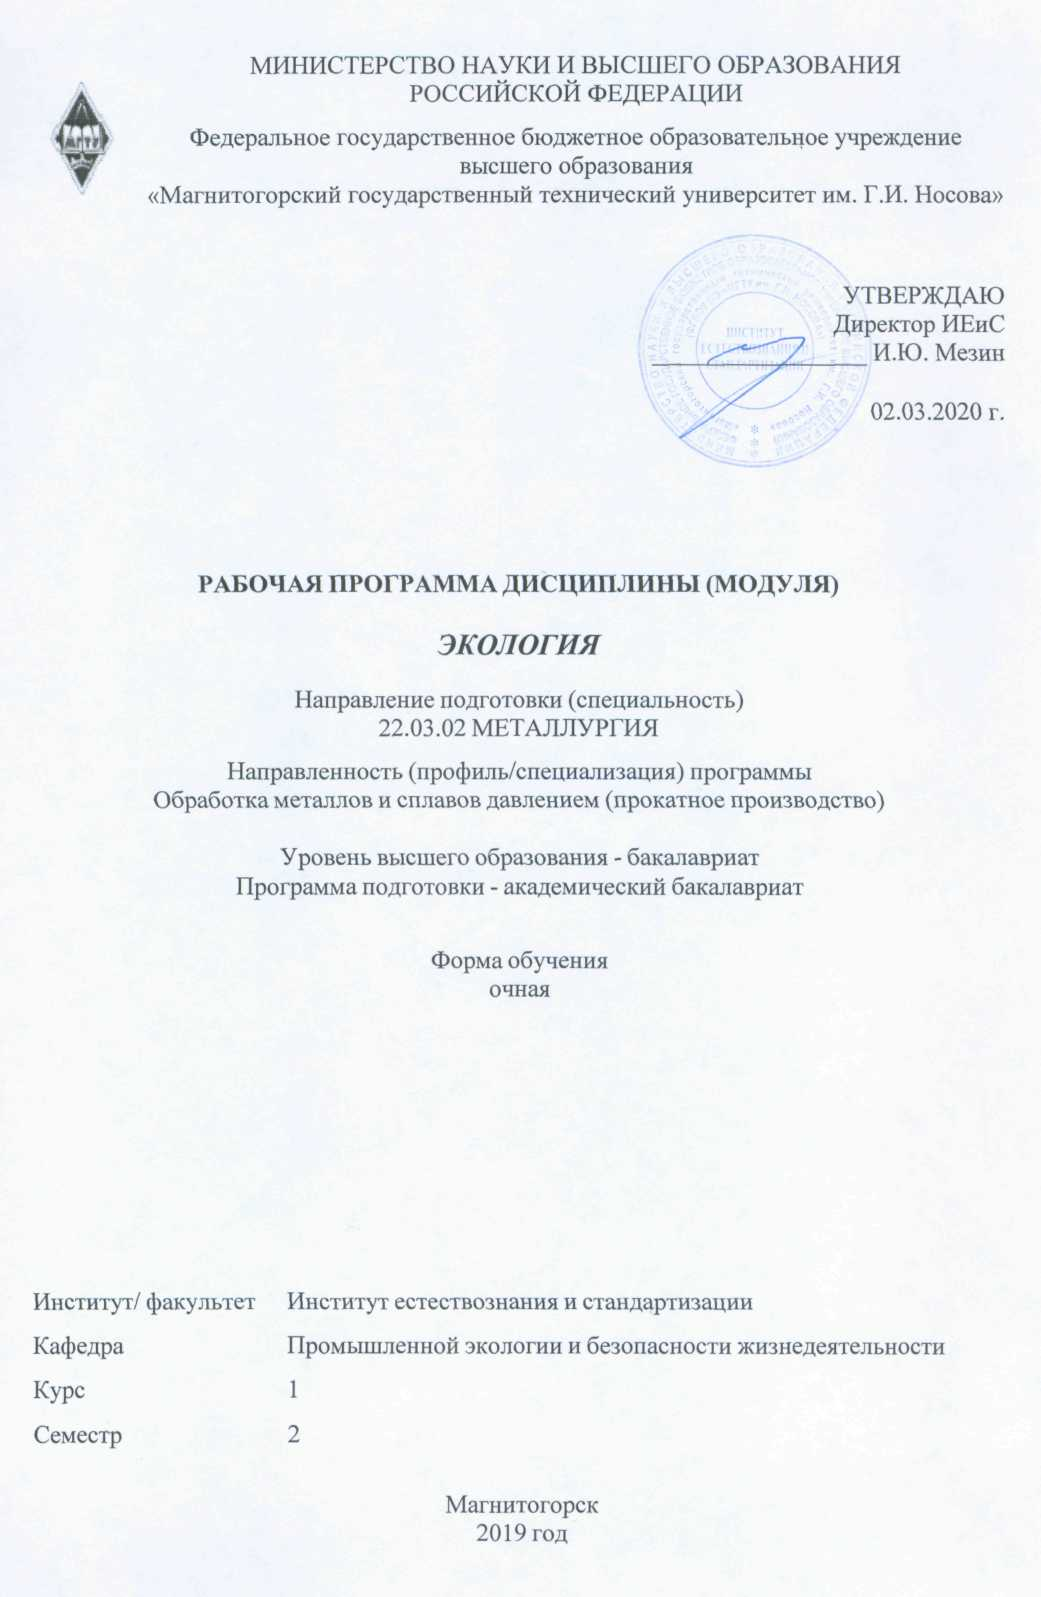 МИНИСТЕРСТВО НАУКИ И ВЫСШЕГО ОБРАЗОВАНИЯ
РОССИЙСКОЙ ФЕДЕРАЦИИ
Федеральное государственное бюджетное образовательное учреждение
высшего образования
«Магнитогорский государственный технический университет им. Г.И. Носова»
УТВЕРЖДАЮ
Директор ИЕиС
И.Ю. Мезин
02.03.2020 г.
ИНСТИТУТ
ЕСТЕСТВОЗНАНИЯ И
СТАНДАРТИЗАЦИИ
РАБОЧАЯ ПРОГРАММА ДИСЦИПЛИНЫ (МОДУЛЯ)
ЭКОЛОГИЯ
Направление подготовки (специальность)
22.03.02 МЕТАЛЛУРГИЯ
Направленность (профиль/специализация) программы
Обработка металлов и сплавов давлением (прокатное производство)
Уровень высшего образования - бакалавриат
Программа подготовки - академический бакалавриат
Форма обучения
очная
Институт/ факультет Институт естествознания и стандартизации
Кафедра Промышленной экологии и безопасности жизнедеятельности
Курс 1
Семестр 2
Магнитогорск
2019 год